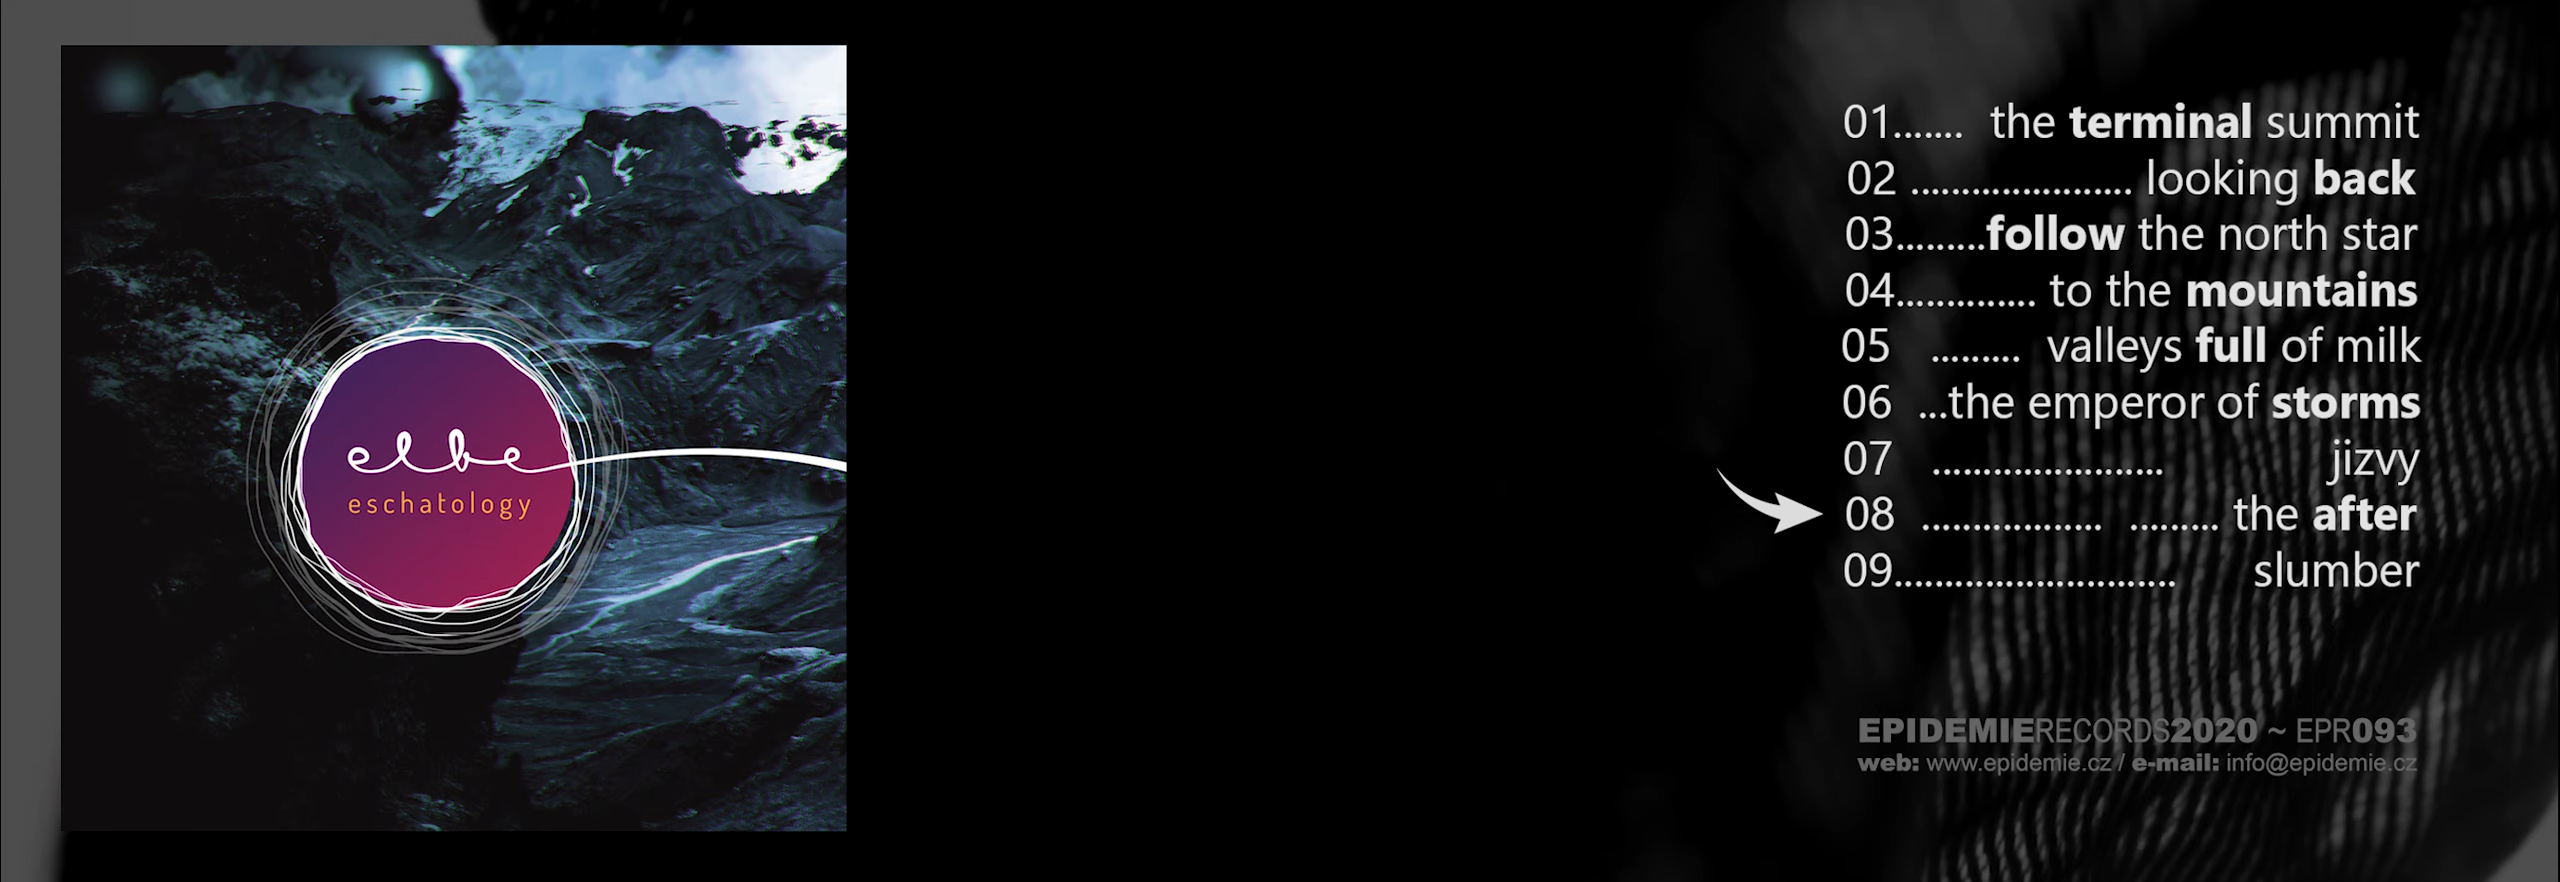 elbe
eschatology
01....... the terminal summit
02 ...................... looking back
03.........follow the north star
04.............. to the mountains
05 ......... valleys full of milk
06 ...the emperor of storms
07 ....................... jizvy
08 .................. ......... the after
09............................ slumber
EPIDEMIERECORDS2020 ~ EPR093
web: www.epidemie.cz / e-mail: info@epidemie.cz